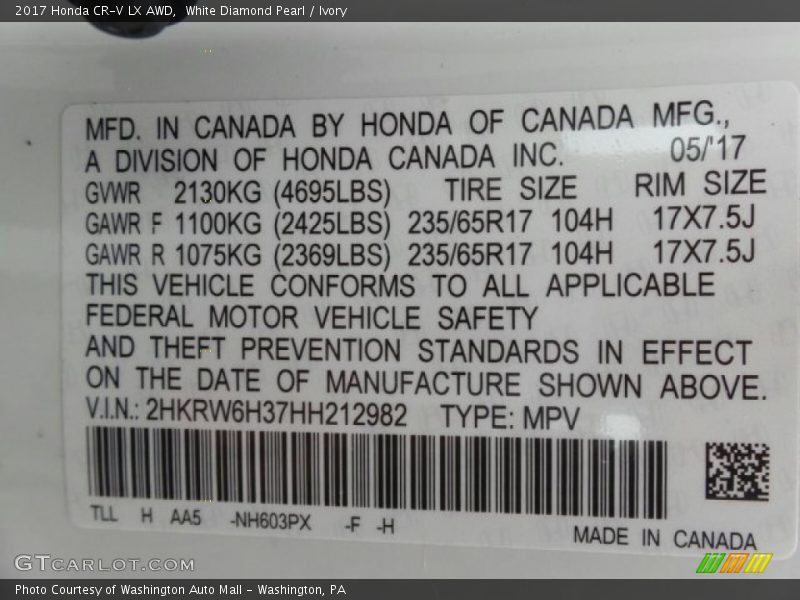 2017 Honda CR-V LX AWD,  White Diamond Pearl / Ivory
MFD. IN CANADA BY HONDA OF CANADA MFG.,
A DIVISION OF HONDA CANADA INC. 05/'17
GVWR 2130KG (4695LBS) TIRE SIZE RIM SIZE
GAWR F 1100KG (2425LBS) 235/65R17 104H 17X7.5J
GAWR R 1075KG (2369LBS) 235/65R17 104H 17X7.5J
THIS VEHICLE CONFORMS TO ALL APPLICABLE
FEDERAL MOTOR VEHICLE SAFETY
AND THEFT PREVENTION STANDARDS IN EFFECT
ON THE DATE OF MANUFACTURE SHOWN ABOVE.
V.I.N.: 2HKRW6H37HH212982 TYPE: MPV
TLL H AA5 -NH603PX -F -H
MADE IN CANADA
GTCARLOT.COM
Photo Courtesy of Washington Auto Mall - Washington, PA